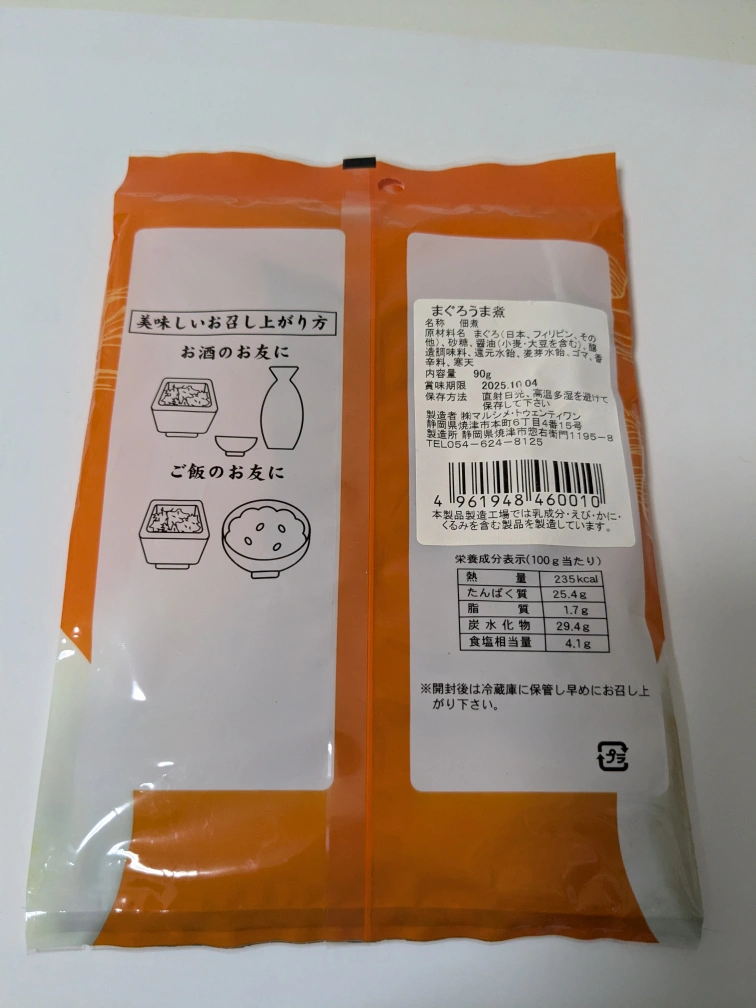 美味しいお召し上がり方
お酒のお友に
ご飯のお友に
まぐろうま煮
名称 佃煮
原材料名 まぐろ(日本、フィリピン、その
他)、砂糖、醤油(小麦・大豆を含む)、醸
造調味料、還元水飴、麦芽水飴、ゴマ、香
辛料、寒天
内容量 90g
賞味期限 2025.10.04
保存方法 直射日光、高温多湿を避けて
保存して下さい
製造者 ㈱マルシメ・トゥエンティワン
静岡県焼津市本町6丁目4番15号
製造所 静岡県焼津市惣右衛門1195-8
TEL054-624-8125
4 961948 460010
本製品製造工場では乳成分・えび・かに・
くるみを含む製品を製造しています。
栄養成分表示(100g当たり)
熱量 235kcal
たんぱく質 25.4g
脂質 1.7g
炭水化物 29.4g
食塩相当量 4.1g
※開封後は冷蔵庫に保管し早めにお召し上
がり下さい。
プラ